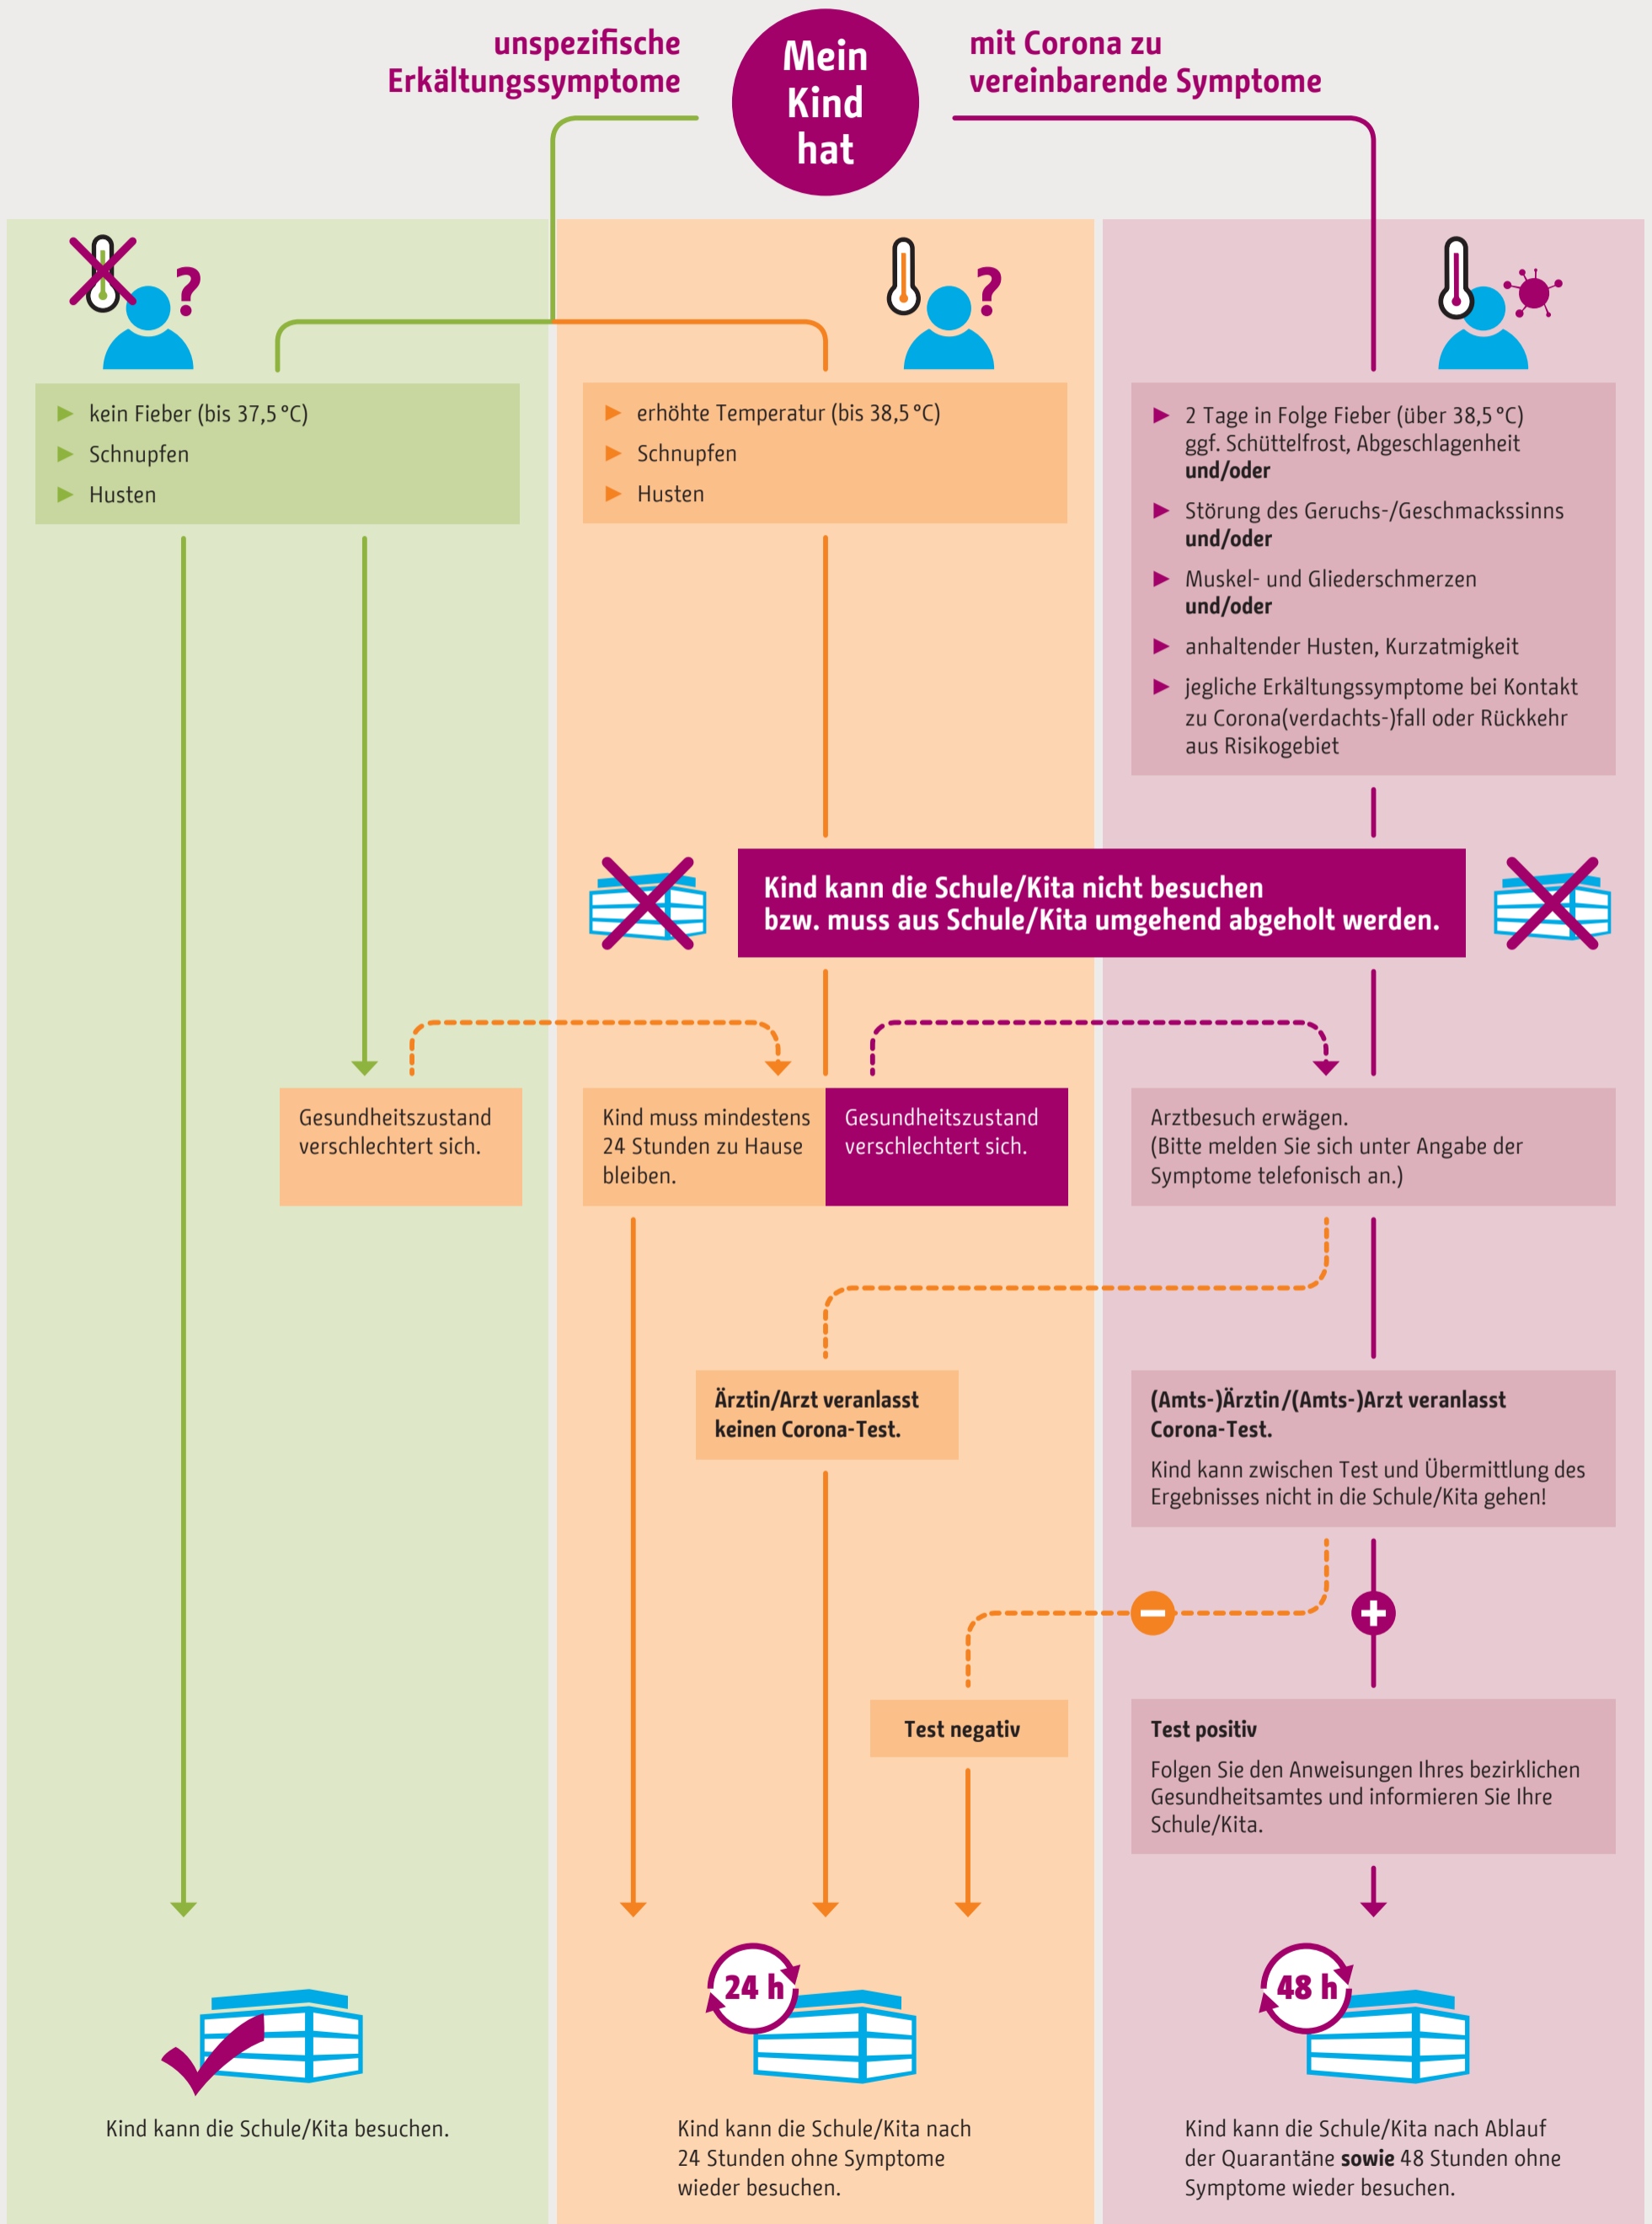 unspezifische
Erkältungssymptome
Mein
Kind
hat
mit Corona zu
vereinbarende Symptome
?
?
kein Fieber (bis 37,5 °C)
Schnupfen
Husten
erhöhte Temperatur (bis 38,5 °C)
Schnupfen
Husten
2 Tage in Folge Fieber (über 38,5 °C)
ggf. Schüttelfrost, Abgeschlagenheit
und/oder
Störung des Geruchs-/Geschmackssinns
und/oder
Muskel- und Gliederschmerzen
und/oder
anhaltender Husten, Kurzatmigkeit
jegliche Erkältungssymptome bei Kontakt
zu Corona(verdachts-)fall oder Rückkehr
aus Risikogebiet
Kind kann die Schule/Kita nicht besuchen
bzw. muss aus Schule/Kita umgehend abgeholt werden.
Gesundheitszustand
verschlechtert sich.
Kind muss mindestens
24 Stunden zu Hause
bleiben.
Gesundheitszustand
verschlechtert sich.
Arztbesuch erwägen.
(Bitte melden Sie sich unter Angabe der
Symptome telefonisch an.)
Ärztin/Arzt veranlasst
keinen Corona-Test.
(Amts-)Ärztin/(Amts-)Arzt veranlasst
Corona-Test.
Kind kann zwischen Test und Übermittlung des
Ergebnisses nicht in die Schule/Kita gehen!
Test negativ
Test positiv
Folgen Sie den Anweisungen Ihres bezirklichen
Gesundheitsamtes und informieren Sie Ihre
Schule/Kita.
Kind kann die Schule/Kita besuchen.
24 h
Kind kann die Schule/Kita nach
24 Stunden ohne Symptome
wieder besuchen.
48 h
Kind kann die Schule/Kita nach Ablauf
der Quarantäne sowie 48 Stunden ohne
Symptome wieder besuchen.